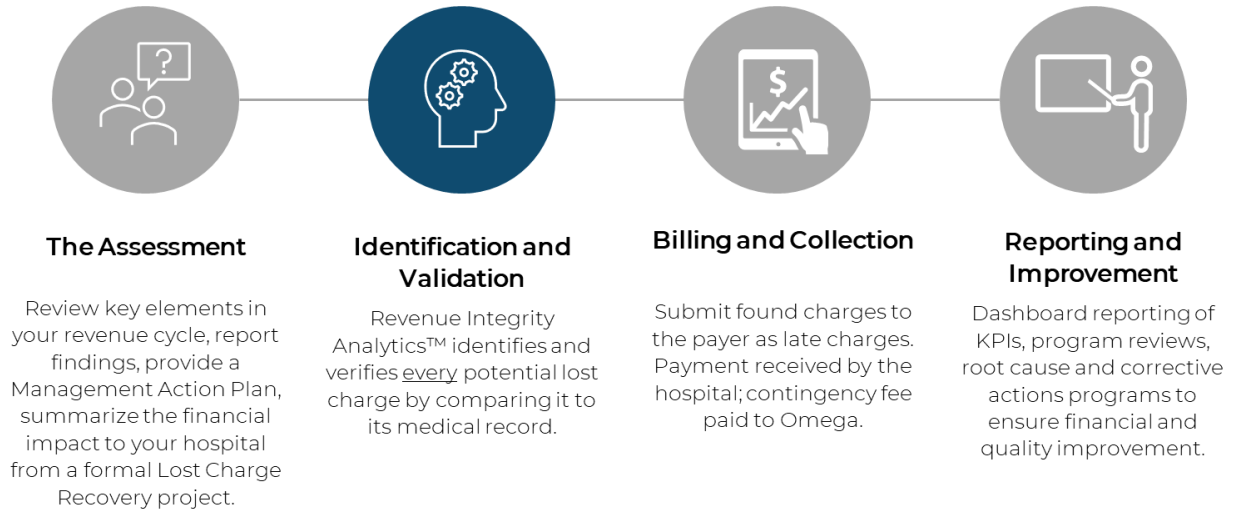 ?
$
The Assessment
Review key elements in
your revenue cycle, report
findings, provide a
Management Action Plan,
summarize the financial
impact to your hospital
from a formal Lost Charge
Recovery project.
Identification and
Validation
Revenue Integrity
Analytics™ identifies and
verifies every potential lost
charge by comparing it to
its medical record.
Billing and Collection
Submit found charges to
the payer as late charges.
Payment received by the
hospital; contingency fee
paid to Omega.
Reporting and
Improvement
Dashboard reporting of
KPIs, program reviews,
root cause and corrective
actions programs to
ensure financial and
quality improvement.